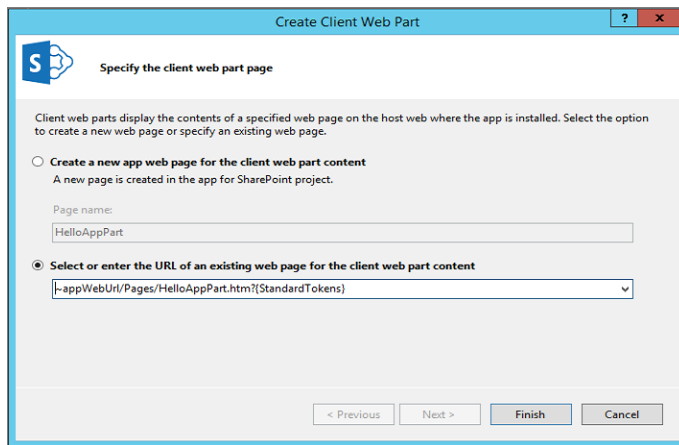 Create Client Web Part
?
x
S
Specify the client web part page
Client web parts display the contents of a specified web page on the host web where the app is installed. Select the option
to create a new web page or specify an existing web page.
Create a new app web page for the client web part content
A new page is created in the app for SharePoint project.
Page name:
HelloAppPart
Select or enter the URL of an existing web page for the client web part content
~appWebUrl/Pages/HelloAppPart.htm?{StandardTokens}
< Previous
Next >
Finish
Cancel